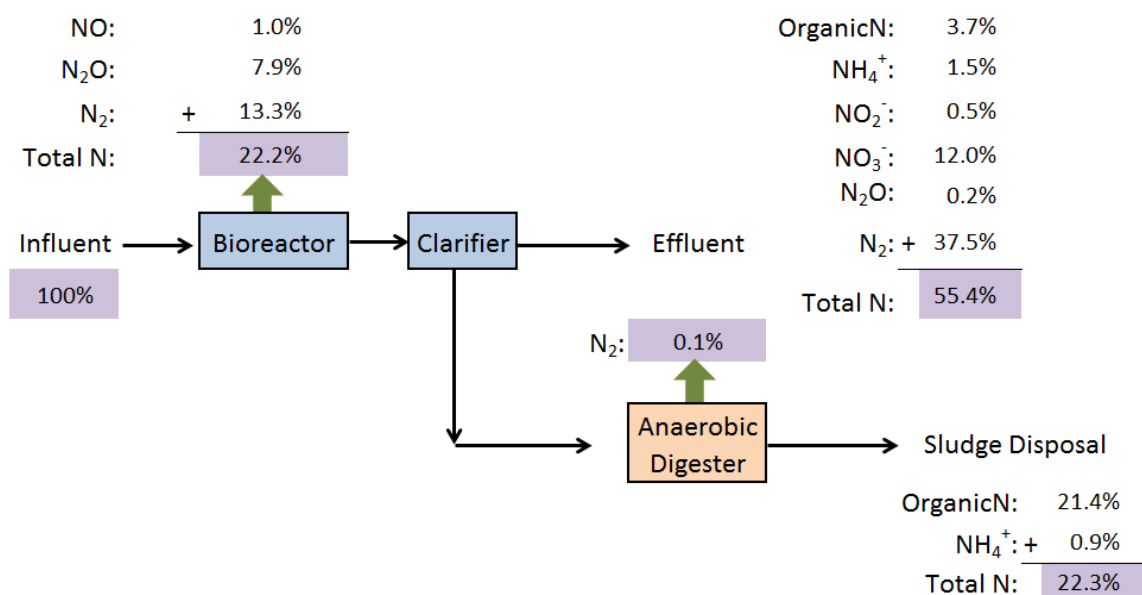 NO: 1.0%
N₂O: 7.9%
N₂: + 13.3%
Total N: 22.2%
OrganicN: 3.7%
NH₄⁺: 1.5%
NO₂⁻: 0.5%
NO₃⁻: 12.0%
N₂O: 0.2%
N₂: + 37.5%
Total N: 55.4%
Influent
100%
Bioreactor
Clarifier
Effluent
N₂: 0.1%
Anaerobic
Digester
Sludge Disposal
OrganicN: 21.4%
NH₄⁺: + 0.9%
Total N: 22.3%